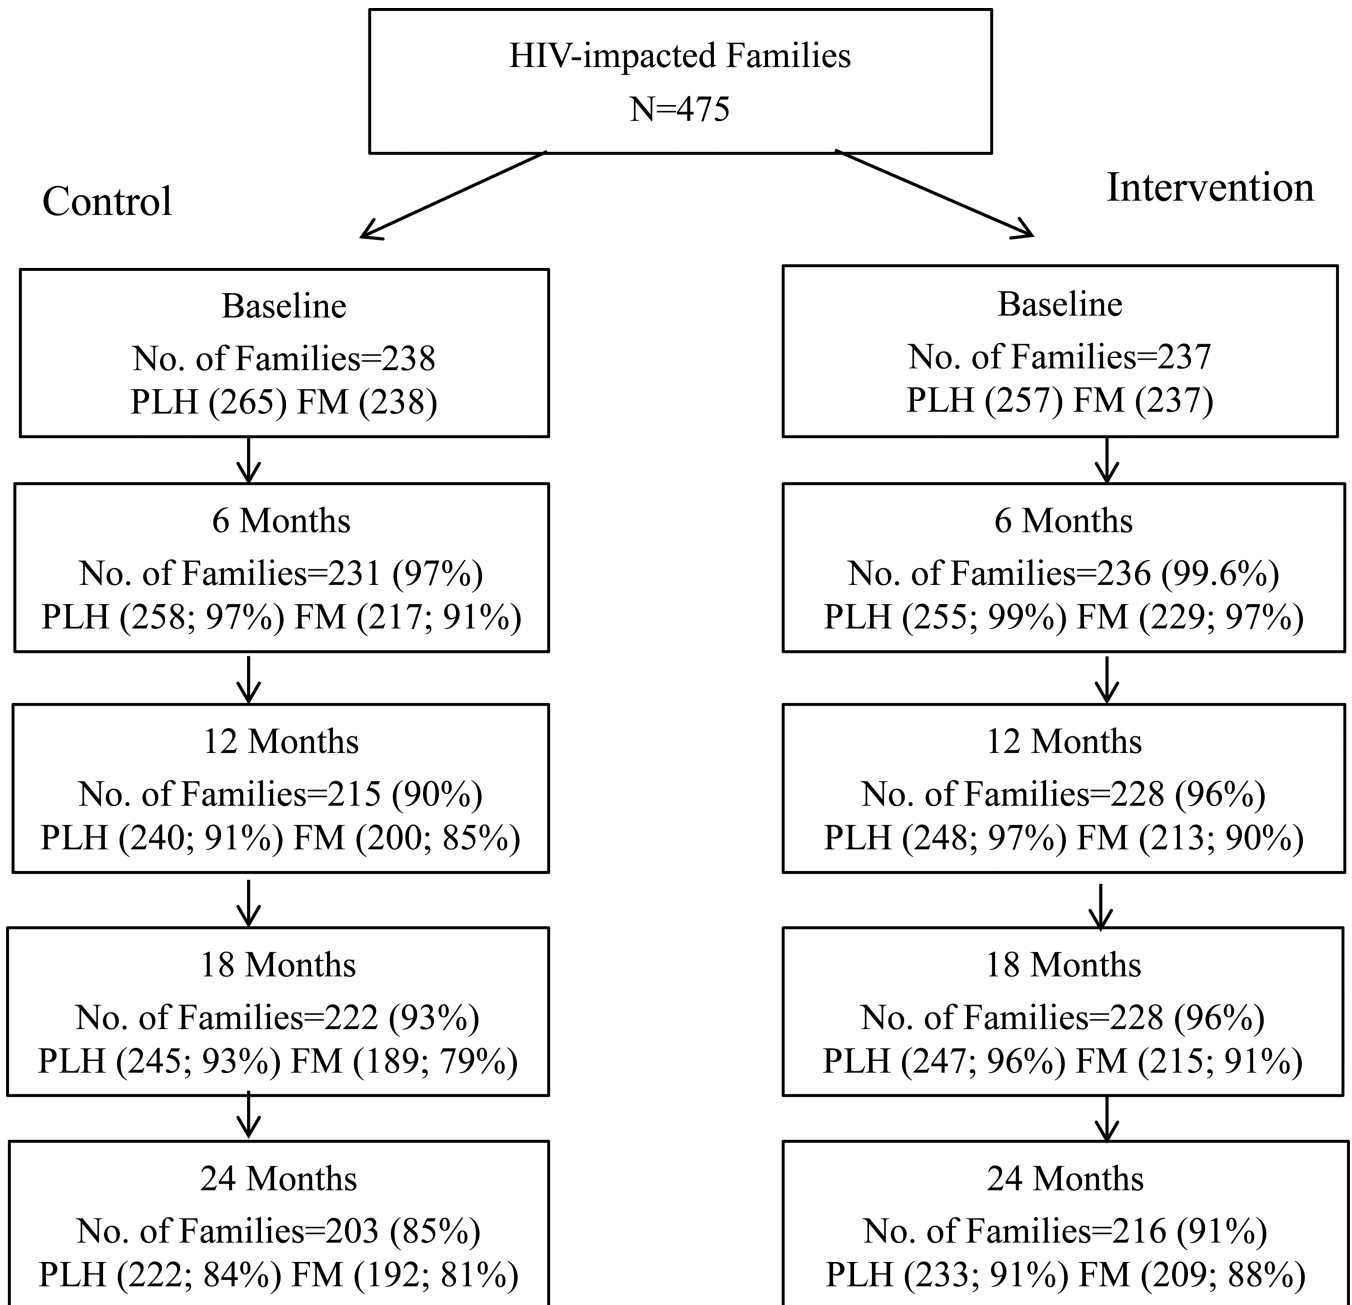 HIV-impacted Families
N=475
Control
Intervention
Baseline
No. of Families=238
PLH (265) FM (238)
Baseline
No. of Families=237
PLH (257) FM (237)
6 Months
No. of Families=231 (97%)
PLH (258; 97%) FM (217; 91%)
6 Months
No. of Families=236 (99.6%)
PLH (255; 99%) FM (229; 97%)
12 Months
No. of Families=215 (90%)
PLH (240; 91%) FM (200; 85%)
12 Months
No. of Families=228 (96%)
PLH (248; 97%) FM (213; 90%)
18 Months
No. of Families=222 (93%)
PLH (245; 93%) FM (189; 79%)
18 Months
No. of Families=228 (96%)
PLH (247; 96%) FM (215; 91%)
24 Months
No. of Families=203 (85%)
PLH (222; 84%) FM (192; 81%)
24 Months
No. of Families=216 (91%)
PLH (233; 91%) FM (209; 88%)